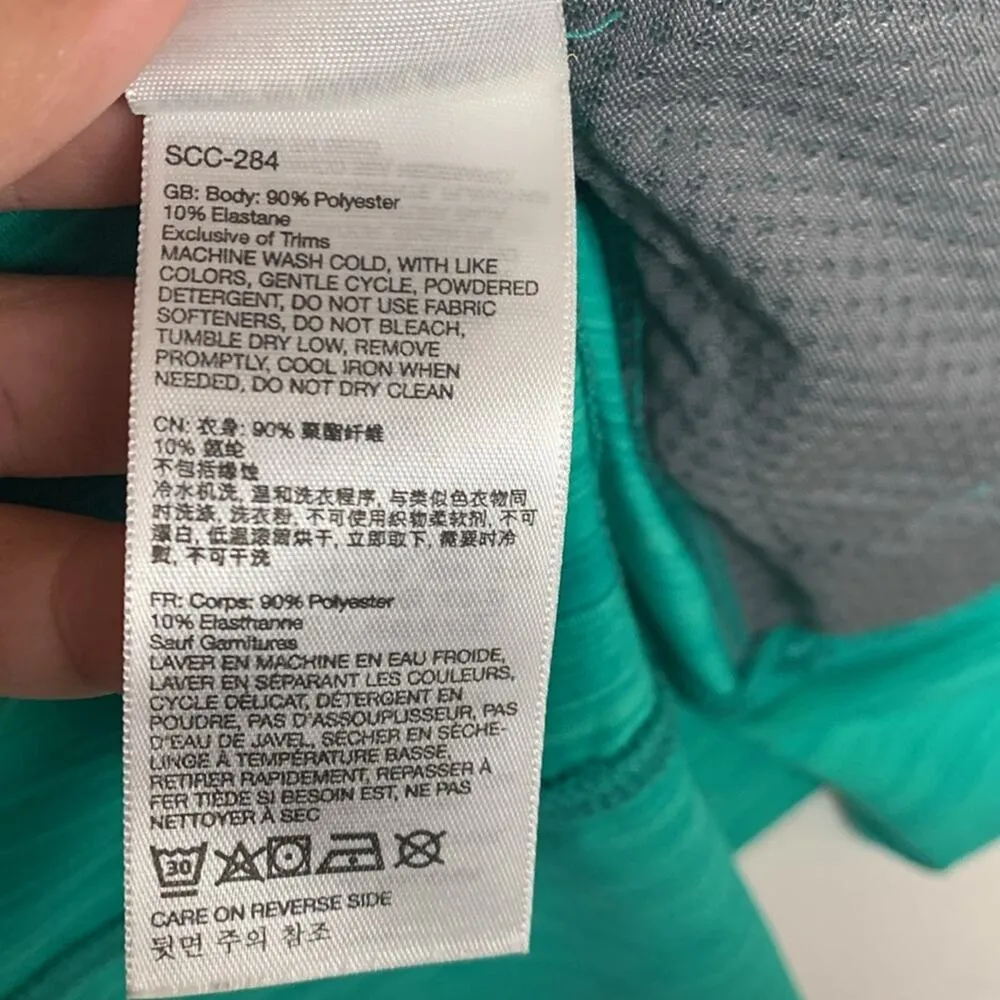 SCC-284
GB: Body: 90% Polyester
10% Elastane
Exclusive of Trims
MACHINE WASH COLD, WITH LIKE
COLORS, GENTLE CYCLE, POWDERED
DETERGENT, DO NOT USE FABRIC
SOFTENERS, DO NOT BLEACH,
TUMBLE DRY LOW, REMOVE
PROMPTLY, COOL IRON WHEN
NEEDED, DO NOT DRY CLEAN
CN: 衣身: 90% 聚酯纤维
10% 氨纶
不包括缘蚀
冷水机洗, 温和洗衣程序, 与类似色衣物同
时洗涤, 洗衣粉, 不可使用织物柔软剂, 不可
漂白, 低温滚筒烘干, 立即取下, 需要时冷
熨, 不可干洗
FR: Corps: 90% Polyester
10% Elasthanne
Sauf Garnitures
LAVER EN MACHINE EN EAU FROIDE,
LAVER EN SÉPARANT LES COULEURS,
CYCLE DÉLICAT, DÉTERGENT EN
POUDRE, PAS D'ASSOUPLISSEUR, PAS
D'EAU DE JAVEL, SÉCHER EN SÈCHE-
LINGE À TEMPÉRATURE BASSE,
RETIRER RAPIDEMENT, REPASSER À
FER TIÈDE SI BESOIN EST, NE PAS
NETTOYER À SEC
30
CARE ON REVERSE SIDE
뒷면 주의 참조